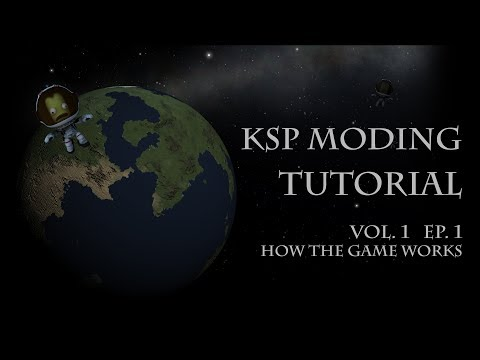 KSP MODING
TUTORIAL
VOL. 1 EP. 1
HOW THE GAME WORKS